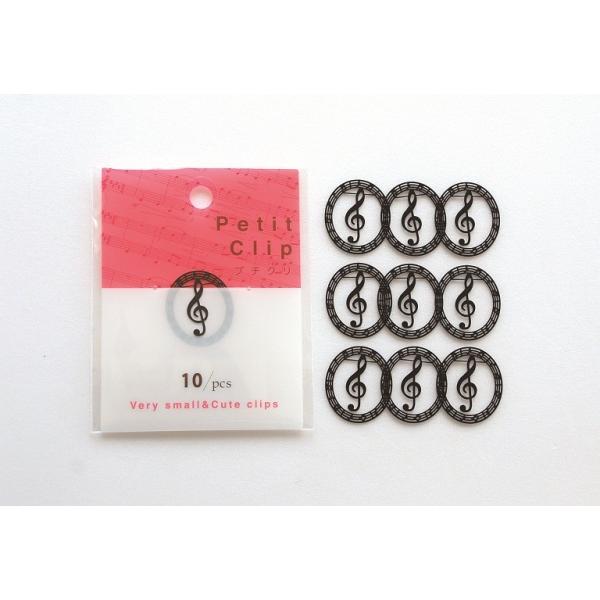 Petit
Clip
プチクリ
10/pcs
Very small&Cute clips